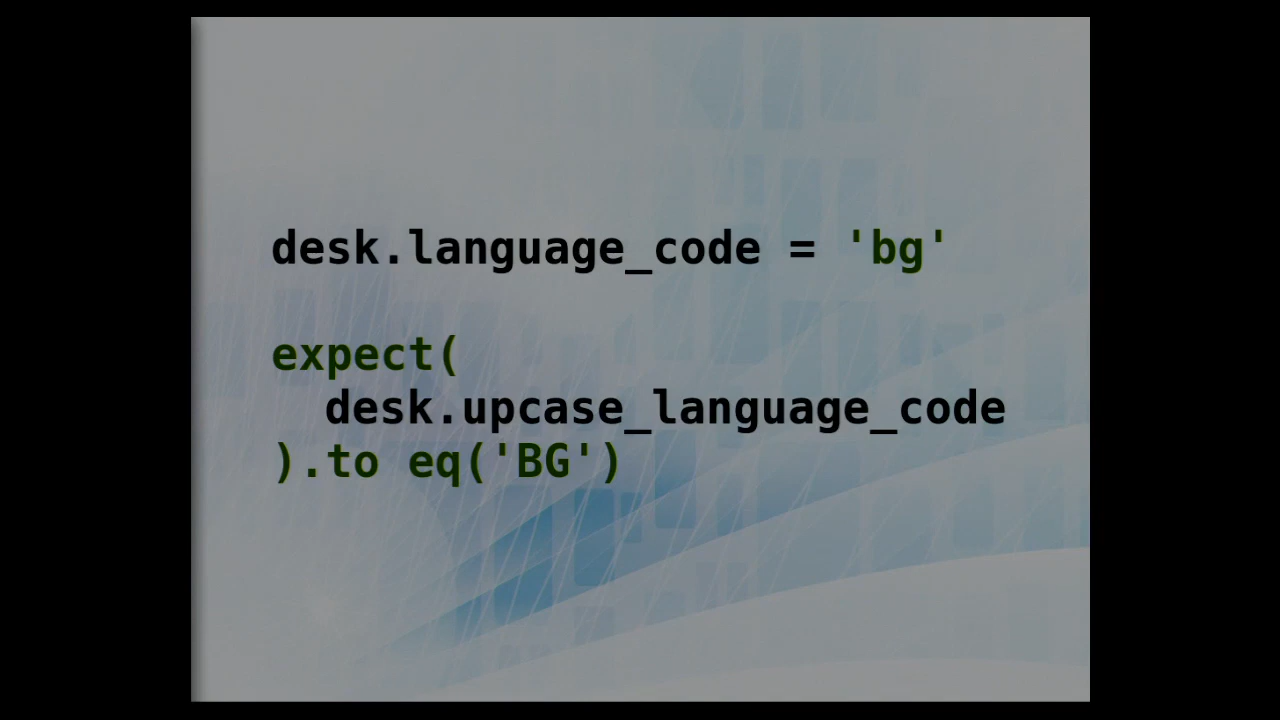 desk.language_code = 'bg'
expect(
desk.upcase_language_code
).to eq('BG')